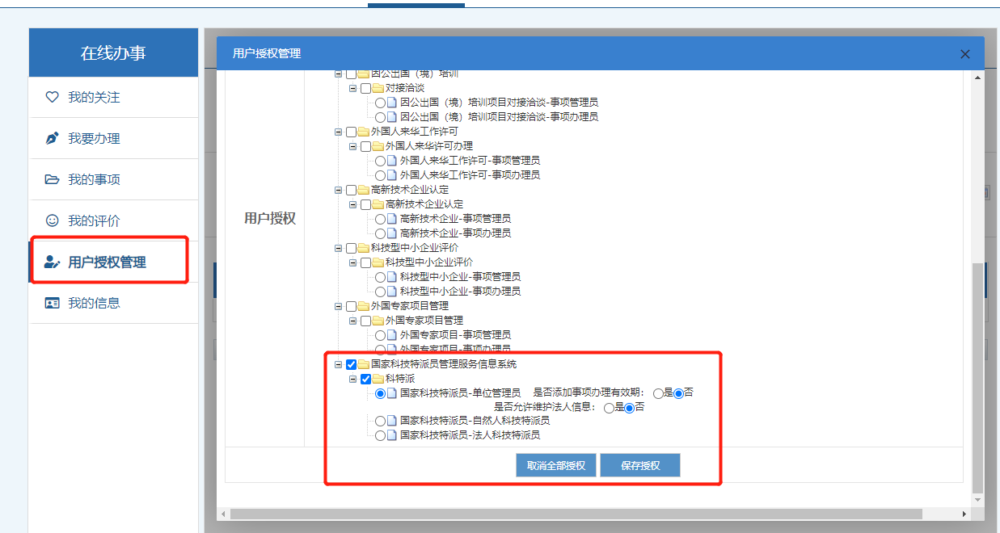 在线办事
我的关注
我要办理
我的事项
我的评价
用户授权管理
我的信息
用户授权管理
用户授权
因公出国（境）培训
对接洽谈
因公出国（境）培训项目对接洽谈-事项管理员
因公出国（境）培训项目对接洽谈-事项办理员
外国人来华工作许可
外国人来华许可办理
外国人来华工作许可-事项管理员
外国人来华工作许可-事项办理员
高新技术企业认定
高新技术企业认定
高新技术企业-事项管理员
高新技术企业-事项办理员
科技型中小企业评价
科技型中小企业评价
科技型中小企业-事项管理员
科技型中小企业-事项办理员
外国专家项目管理
外国专家项目管理
外国专家项目-事项管理员
外国专家项目-事项办理员
国家科技特派员管理服务信息系统
科特派
国家科技特派员-单位管理员 是否添加事项办理有效期： 是 否
是否允许维护法人信息： 是 否
国家科技特派员-自然人科技特派员
国家科技特派员-法人科技特派员
取消全部授权 保存授权